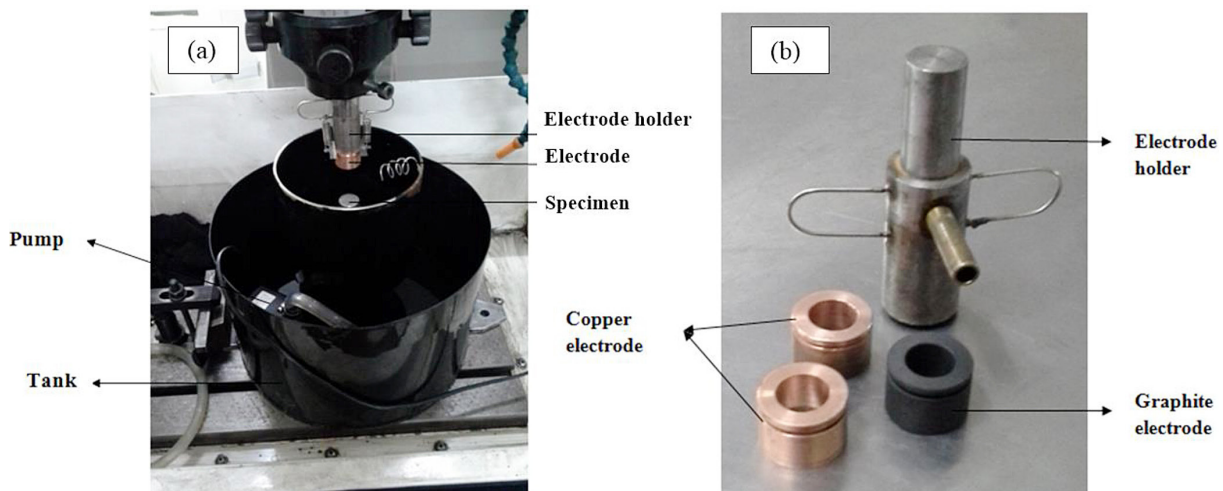 (a)
Electrode holder
Electrode
Specimen
Pump
Tank
(b)
Electrode
holder
Copper
electrode
Graphite
electrode